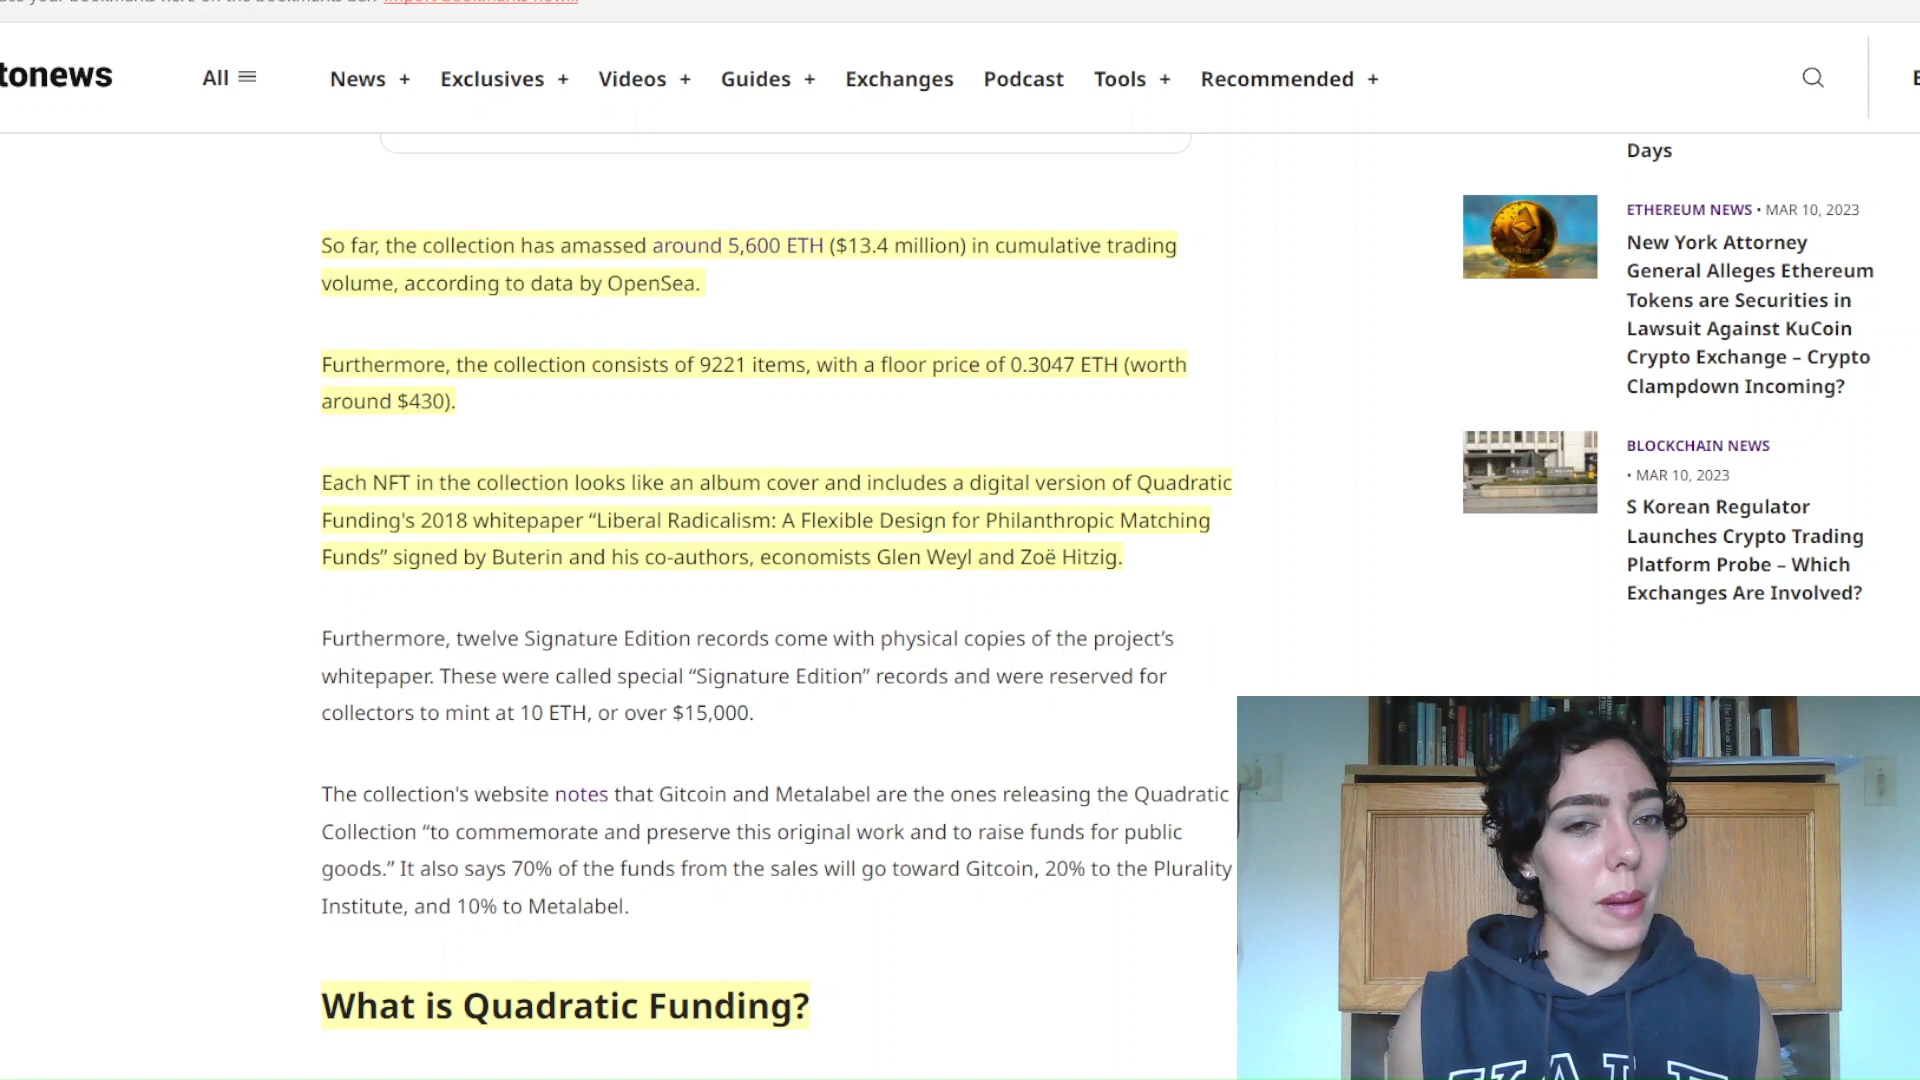 import bookmarks now...
tonews
All
News +
Exclusives +
Videos +
Guides +
Exchanges
Podcast
Tools +
Recommended +
So far, the collection has amassed around 5,600 ETH ($13.4 million) in cumulative trading
volume, according to data by OpenSea.
Furthermore, the collection consists of 9221 items, with a floor price of 0.3047 ETH (worth
around $430).
Each NFT in the collection looks like an album cover and includes a digital version of Quadratic
Funding's 2018 whitepaper “Liberal Radicalism: A Flexible Design for Philanthropic Matching
Funds” signed by Buterin and his co-authors, economists Glen Weyl and Zoë Hitzig.
Furthermore, twelve Signature Edition records come with physical copies of the project’s
whitepaper. These were called special “Signature Edition” records and were reserved for
collectors to mint at 10 ETH, or over $15,000.
The collection's website notes that Gitcoin and Metalabel are the ones releasing the Quadratic
Collection “to commemorate and preserve this original work and to raise funds for public
goods.” It also says 70% of the funds from the sales will go toward Gitcoin, 20% to the Plurality
Institute, and 10% to Metalabel.
What is Quadratic Funding?
Days
ETHEREUM NEWS • MAR 10, 2023
New York Attorney
General Alleges Ethereum
Tokens are Securities in
Lawsuit Against KuCoin
Crypto Exchange – Crypto
Clampdown Incoming?
BLOCKCHAIN NEWS
• MAR 10, 2023
S Korean Regulator
Launches Crypto Trading
Platform Probe – Which
Exchanges Are Involved?